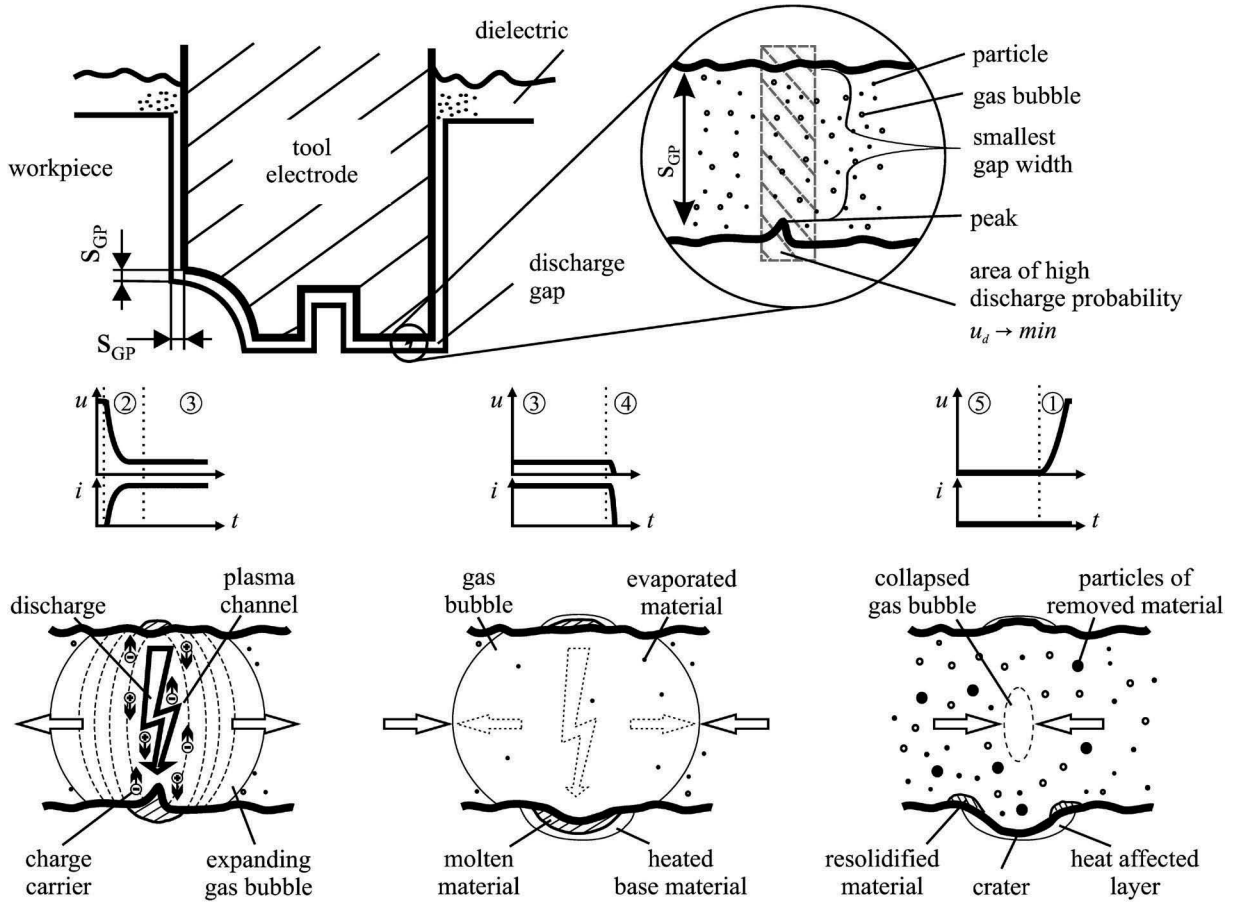 dielectric
workpiece
tool
electrode
S_GP
S_GP
discharge
gap
S_GP
particle
gas bubble
smallest
gap width
peak
area of high
discharge probability
u_d → min
u ② ③
i
t
u ③ ④
i
t
u ⑤ ①
i
t
discharge
plasma
channel
+ − + − + − + − − +
charge
carrier
expanding
gas bubble
gas
bubble
evaporated
material
molten
material
heated
base material
collapsed
gas bubble
particles of
removed material
resolidified
material
crater
heat affected
layer